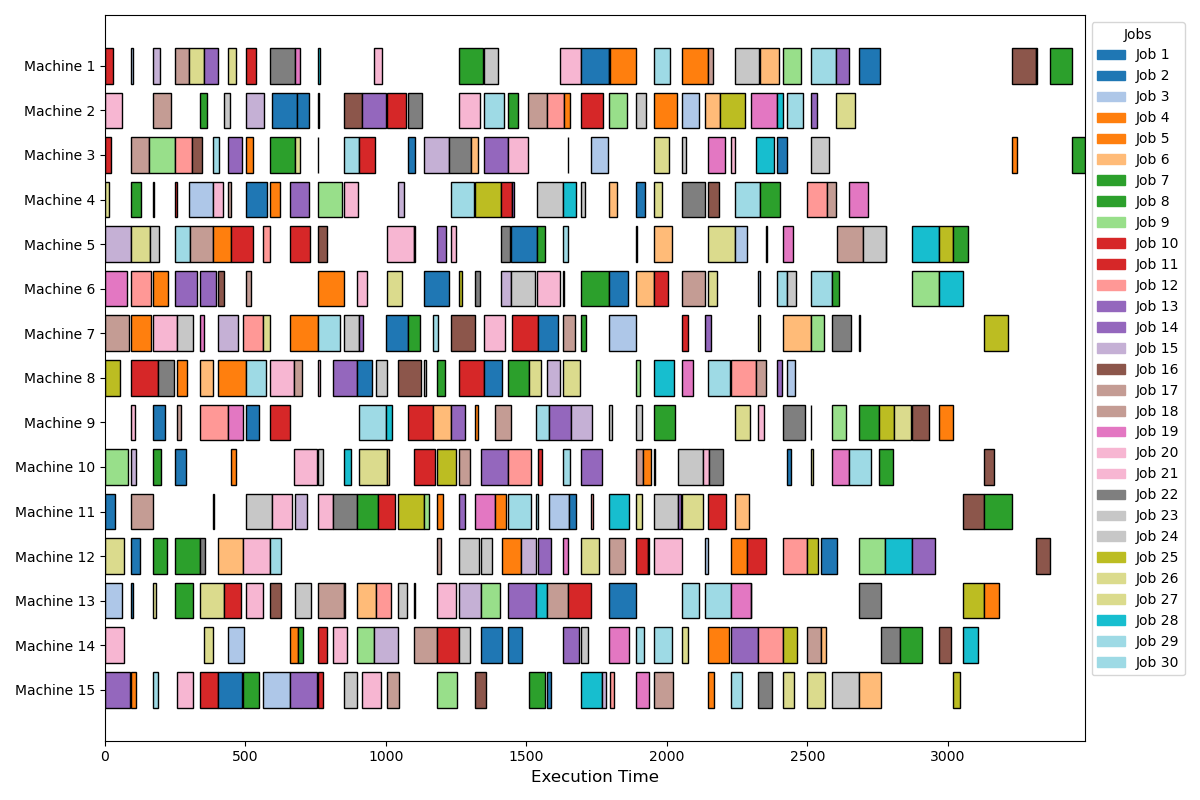 Machine 1
Machine 2
Machine 3
Machine 4
Machine 5
Machine 6
Machine 7
Machine 8
Machine 9
Machine 10
Machine 11
Machine 12
Machine 13
Machine 14
Machine 15
0
500
1000
1500
2000
2500
3000
Execution Time
Jobs
Job 1
Job 2
Job 3
Job 4
Job 5
Job 6
Job 7
Job 8
Job 9
Job 10
Job 11
Job 12
Job 13
Job 14
Job 15
Job 16
Job 17
Job 18
Job 19
Job 20
Job 21
Job 22
Job 23
Job 24
Job 25
Job 26
Job 27
Job 28
Job 29
Job 30